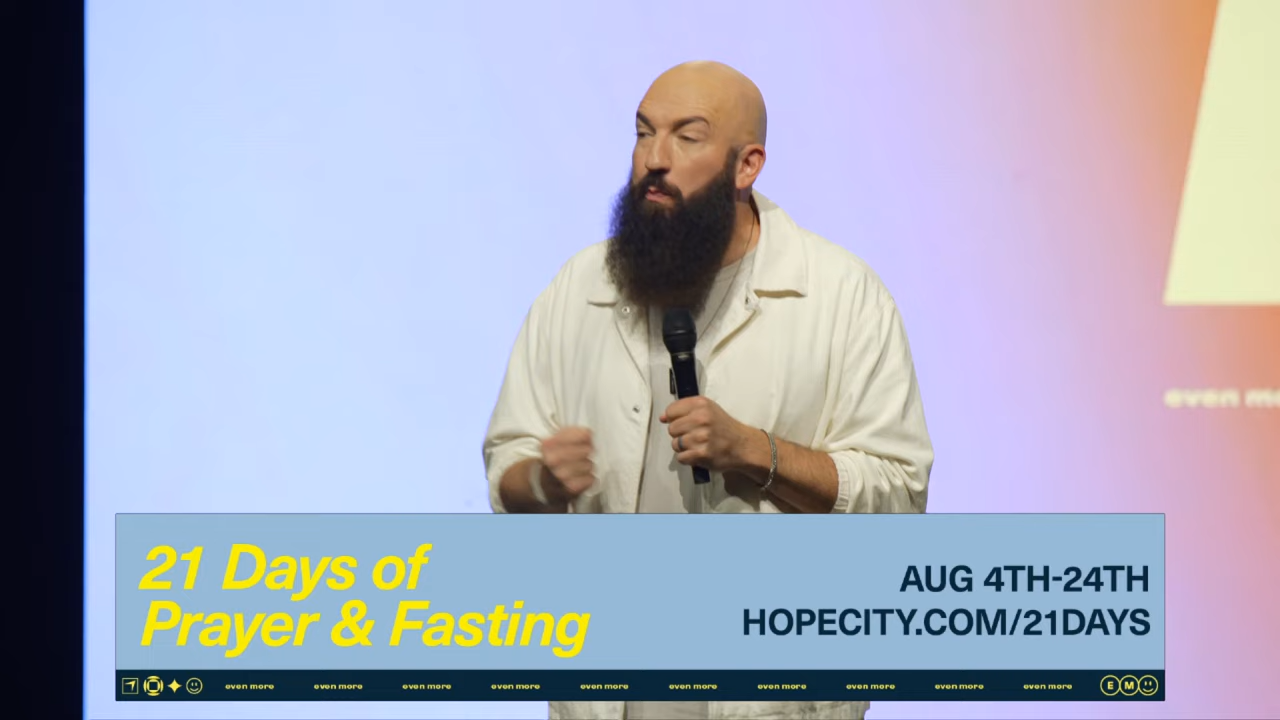 even mo
21 Days of
Prayer & Fasting
AUG 4TH-24TH
HOPECITY.COM/21DAYS
even more even more even more even more even more even more even more even more even more even more E M